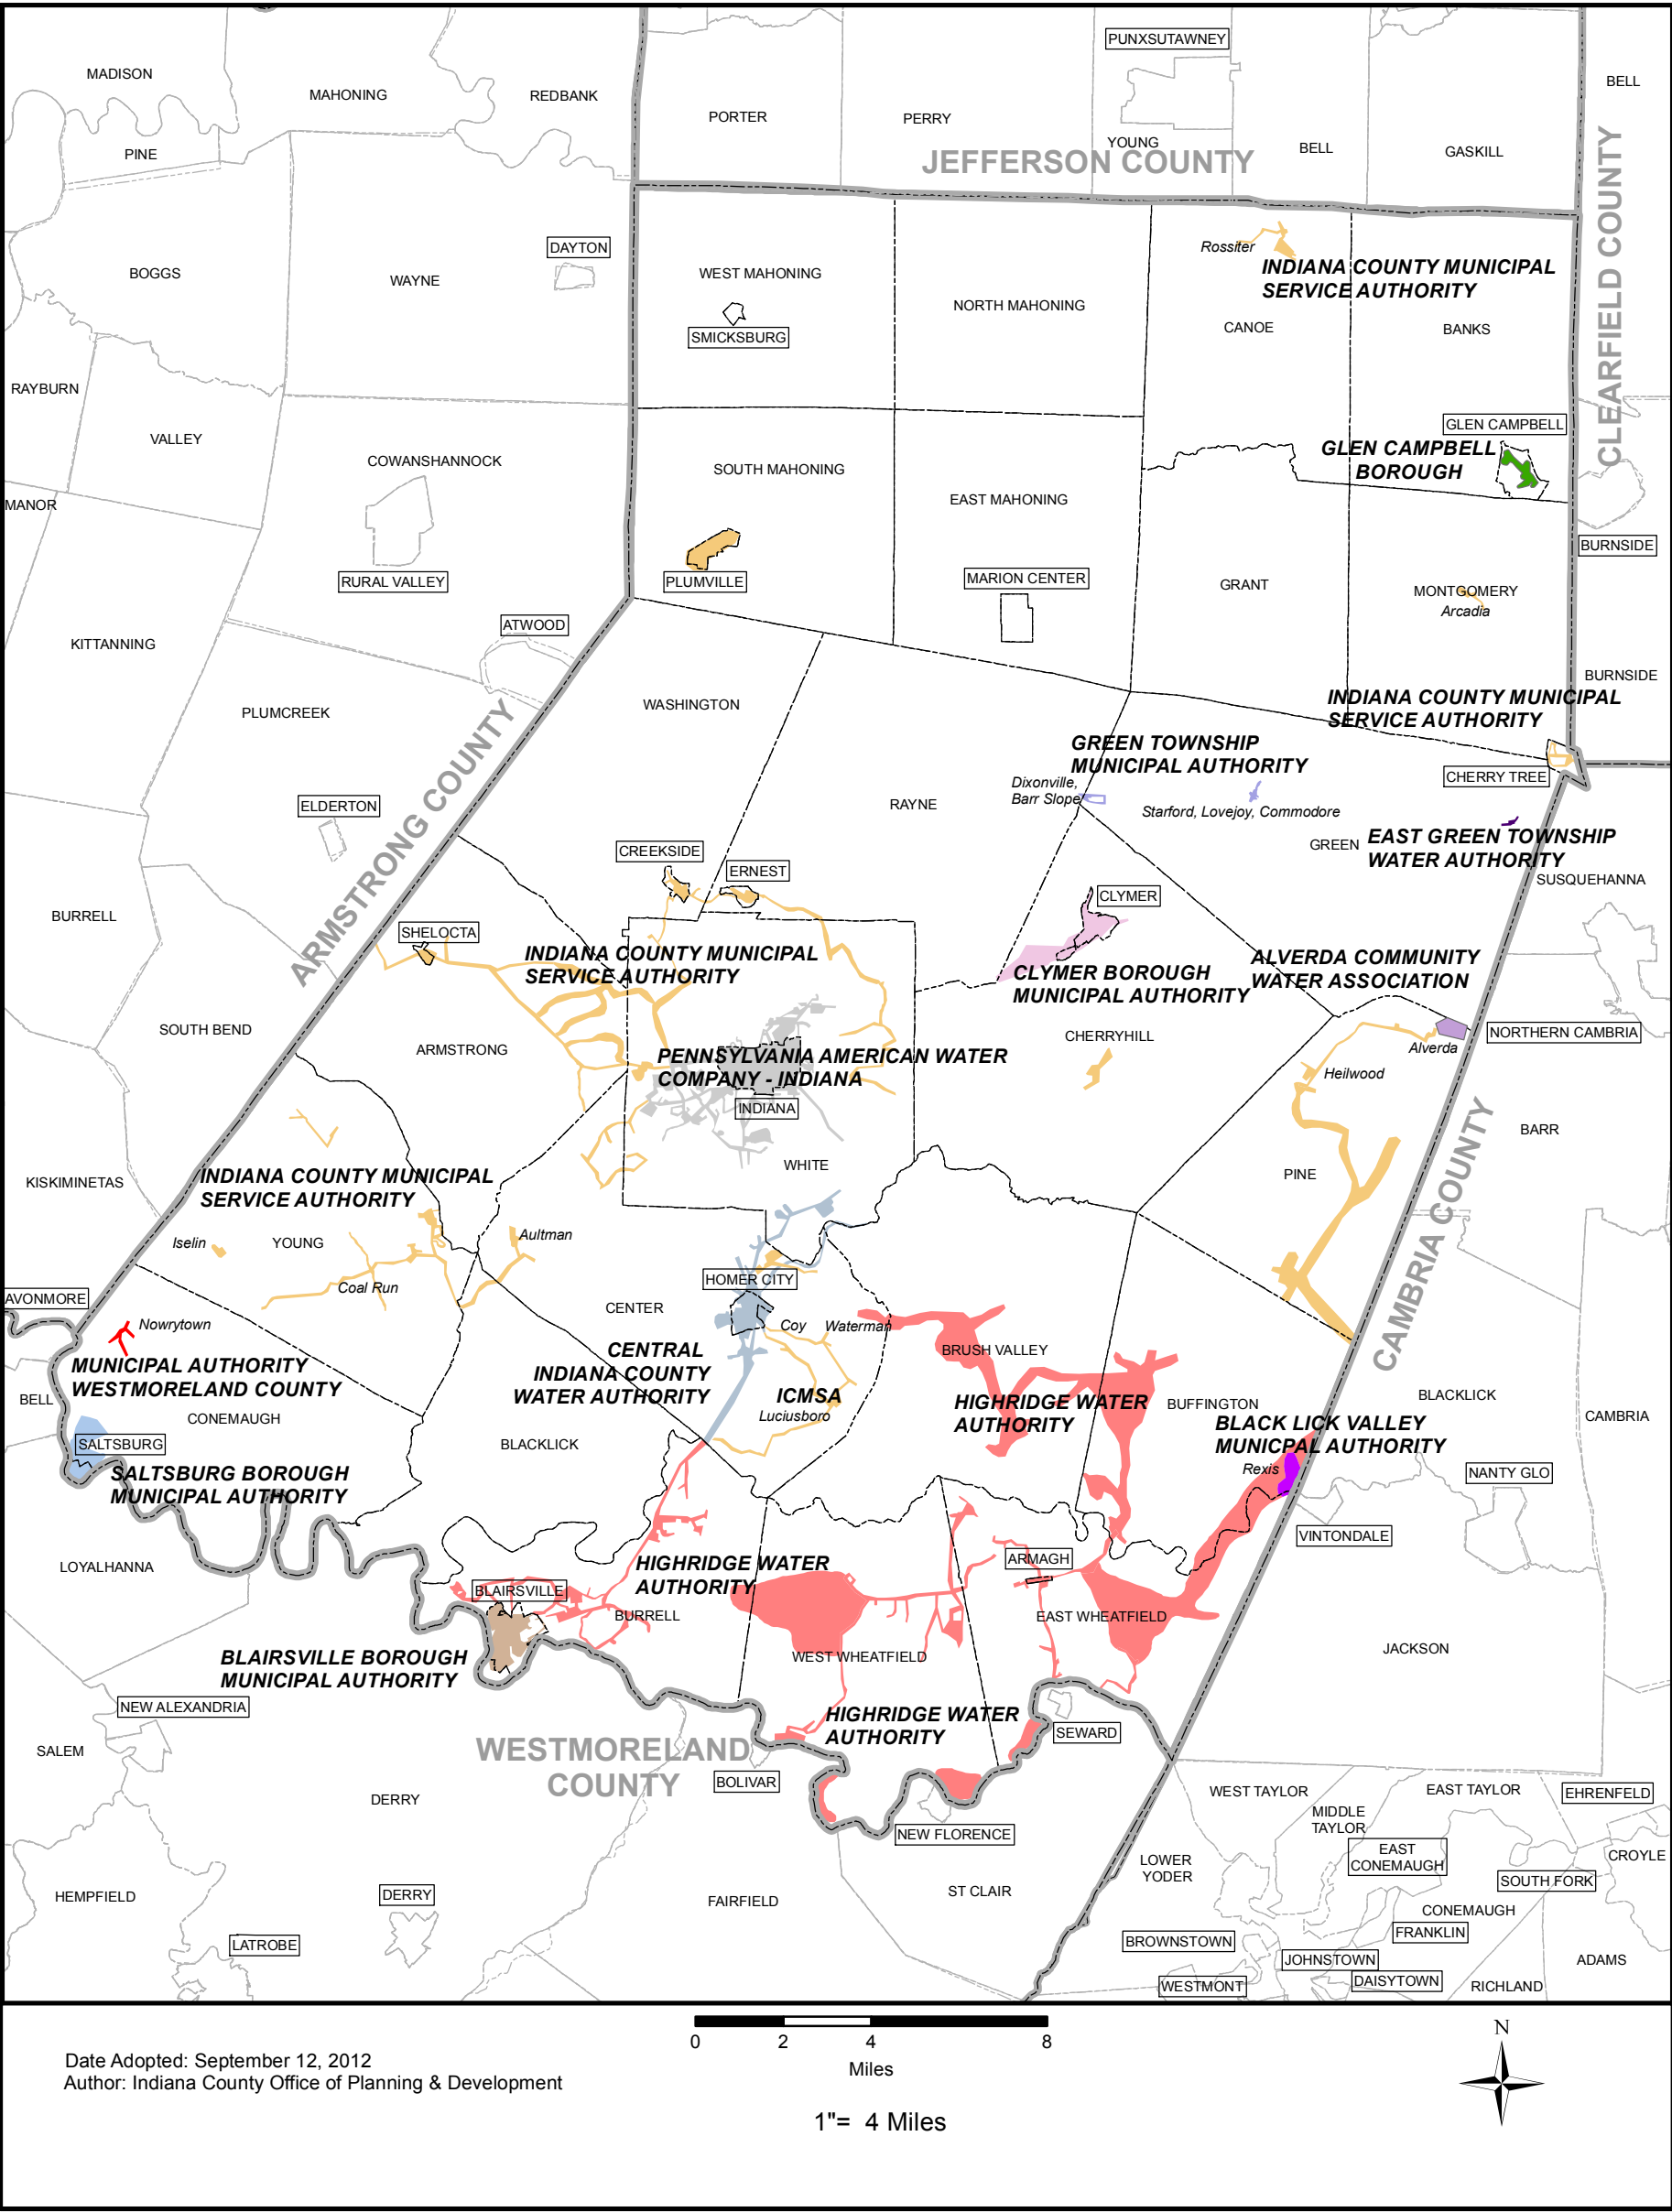 PUNXSUTAWNEY
MADISON
MAHONING
REDBANK
BELL
PORTER
PERRY
YOUNG
BELL
GASKILL
PINE
JEFFERSON COUNTY
CLEARFIELD COUNTY
DAYTON
Rossiter
BOGGS
WAYNE
WEST MAHONING
INDIANA COUNTY MUNICIPAL
SERVICE AUTHORITY
NORTH MAHONING
SMICKSBURG
CANOE
BANKS
RAYBURN
VALLEY
GLEN CAMPBELL
GLEN CAMPBELL
BOROUGH
COWANSHANNOCK
SOUTH MAHONING
MANOR
EAST MAHONING
BURNSIDE
RURAL VALLEY
PLUMVILLE
MARION CENTER
GRANT
MONTGOMERY
Arcadia
ATWOOD
KITTANNING
BURNSIDE
PLUMCREEK
WASHINGTON
INDIANA COUNTY MUNICIPAL
SERVICE AUTHORITY
GREEN TOWNSHIP
MUNICIPAL AUTHORITY
Dixonville,
Barr Slope
CHERRY TREE
ARMSTRONG COUNTY
ELDERTON
RAYNE
Starford, Lovejoy, Commodore
GREEN
EAST GREEN TOWNSHIP
WATER AUTHORITY
CREEKSIDE
ERNEST
SUSQUEHANNA
BURRELL
CLYMER
SHELOCTA
INDIANA COUNTY MUNICIPAL
SERVICE AUTHORITY
CLYMER BOROUGH
MUNICIPAL AUTHORITY
ALVERDA COMMUNITY
WATER ASSOCIATION
SOUTH BEND
ARMSTRONG
CHERRYHILL
NORTHERN CAMBRIA
Alverda
PENNSYLVANIA AMERICAN WATER
COMPANY - INDIANA
Heilwood
INDIANA
BARR
WHITE
PINE
KISKIMINETAS
INDIANA COUNTY MUNICIPAL
SERVICE AUTHORITY
CAMBRIA COUNTY
Iselin
YOUNG
Aultman
Coal Run
HOMER CITY
AVONMORE
CENTER
Nowrytown
Coy
Waterman
BRUSH VALLEY
MUNICIPAL AUTHORITY
WESTMORELAND COUNTY
CENTRAL
INDIANA COUNTY
WATER AUTHORITY
BELL
CONEMAUGH
ICMSA
Luciusboro
HIGHRIDGE WATER
AUTHORITY
BUFFINGTON
BLACKLICK
CAMBRIA
BLACK LICK VALLEY
MUNICPAL AUTHORITY
SALTSBURG
BLACKLICK
Rexis
NANTY GLO
SALTSBURG BOROUGH
MUNICIPAL AUTHORITY
VINTONDALE
LOYALHANNA
HIGHRIDGE WATER
AUTHORITY
ARMAGH
BLAIRSVILLE
BURRELL
EAST WHEATFIELD
JACKSON
BLAIRSVILLE BOROUGH
MUNICIPAL AUTHORITY
WEST WHEATFIELD
NEW ALEXANDRIA
HIGHRIDGE WATER
AUTHORITY
SEWARD
SALEM
WESTMORELAND
COUNTY
BOLIVAR
DERRY
WEST TAYLOR
EAST TAYLOR
EHRENFELD
MIDDLE
TAYLOR
NEW FLORENCE
EAST
CONEMAUGH
CROYLE
LOWER
YODER
SOUTH FORK
HEMPFIELD
DERRY
FAIRFIELD
ST CLAIR
CONEMAUGH
FRANKLIN
LATROBE
BROWNSTOWN
JOHNSTOWN
ADAMS
WESTMONT
DAISYTOWN
RICHLAND
0 2 4 8
Miles
1"= 4 Miles
N
Date Adopted: September 12, 2012
Author: Indiana County Office of Planning & Development